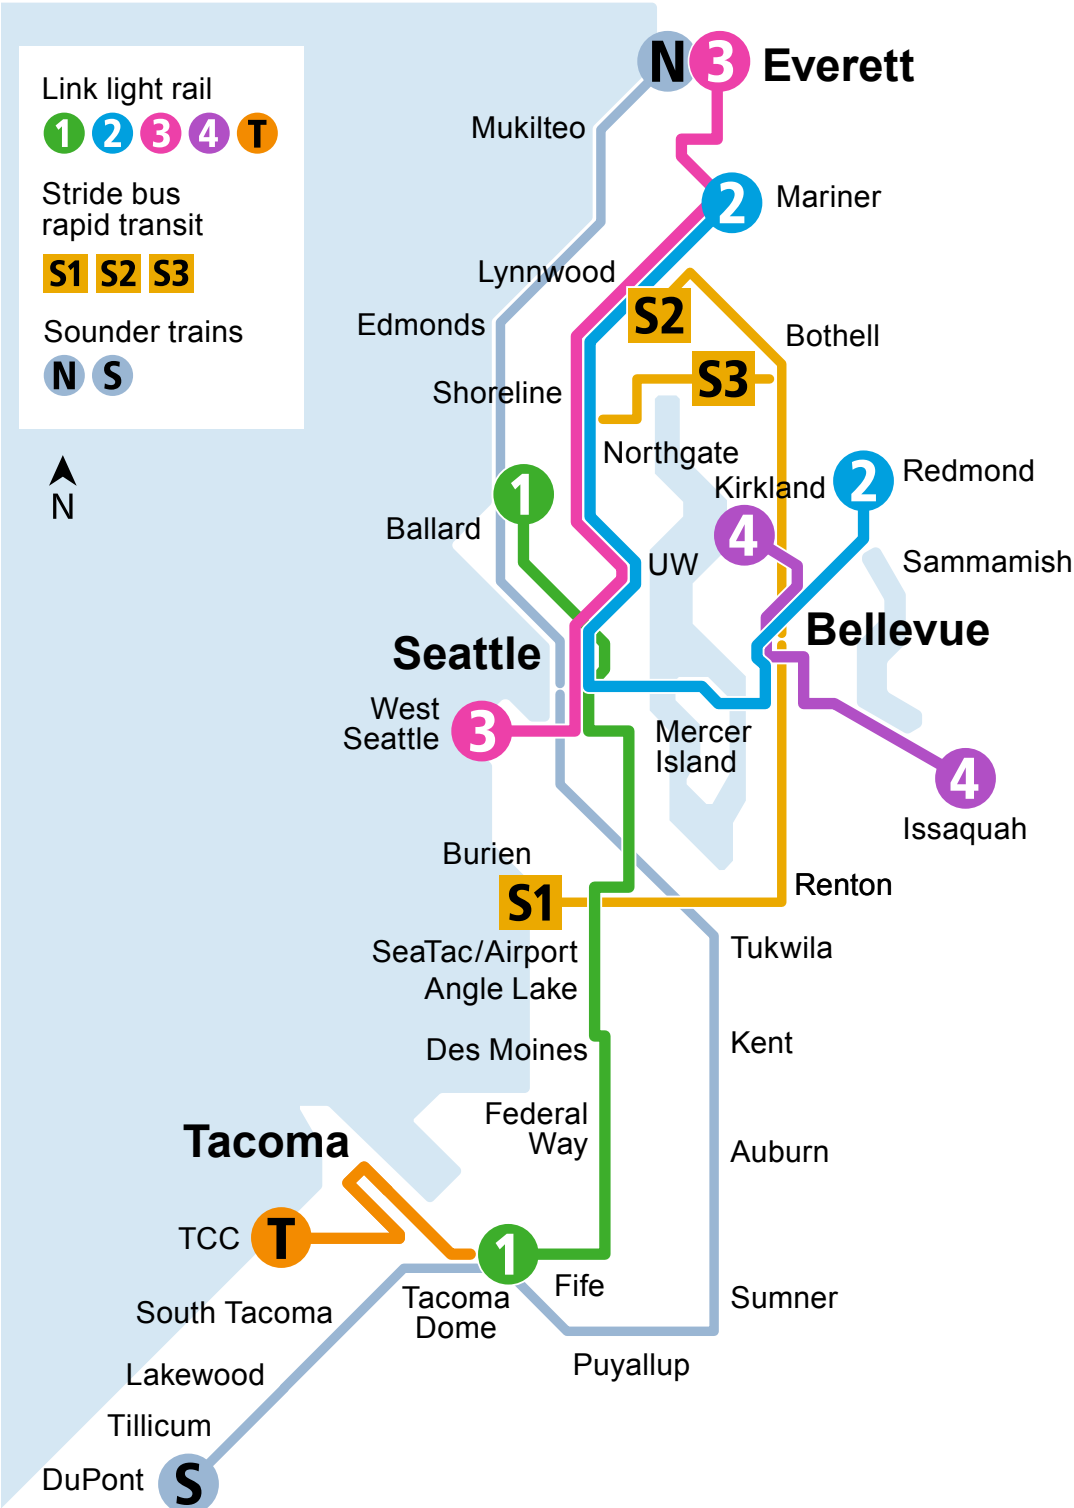 Link light rail
1 2 3 4 T
Stride bus
rapid transit
S1 S2 S3
Sounder trains
N S
N
N 3 Everett
Mukilteo
2 Mariner
Lynnwood
S2
Edmonds
Bothell
S3
Shoreline
Northgate
Kirkland
2 Redmond
1
Ballard
4
UW
Sammamish
Bellevue
Seattle
West
Seattle
3
Mercer
Island
4
Issaquah
Burien
S1
Renton
SeaTac/Airport
Tukwila
Angle Lake
Des Moines
Kent
Federal
Way
Tacoma
Auburn
TCC
T
1
Fife
Tacoma
Dome
Sumner
South Tacoma
Puyallup
Lakewood
Tillicum
DuPont
S